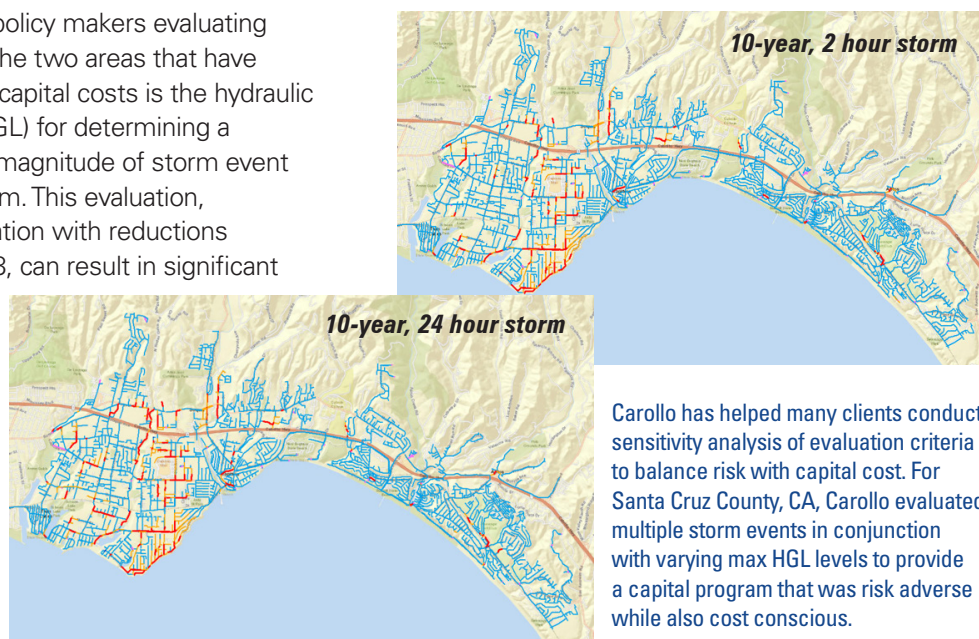 policy makers evaluating
he two areas that have
capital costs is the hydraulic
GL) for determining a
magnitude of storm event
m. This evaluation,
ation with reductions
3, can result in significant
10-year, 2 hour storm
10-year, 24 hour storm
Carollo has helped many clients conduct
sensitivity analysis of evaluation criteria
to balance risk with capital cost. For
Santa Cruz County, CA, Carollo evaluated
multiple storm events in conjunction
with varying max HGL levels to provide
a capital program that was risk adverse
while also cost conscious.